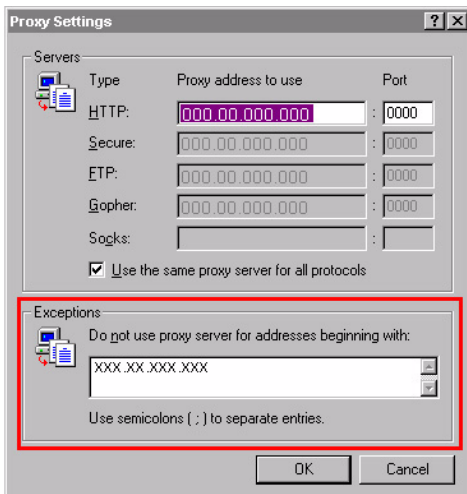 Proxy Settings
Servers
Type Proxy address to use Port
HTTP: 000.00.000.000 : 0000
Secure: 000.00.000.000 : 0000
FTP: 000.00.000.000 : 0000
Gopher: 000.00.000.000 : 0000
Socks: :
Use the same proxy server for all protocols
Exceptions
Do not use proxy server for addresses beginning with:
XXX.XX.XXX.XXX
Use semicolons ( ; ) to separate entries.
OK Cancel